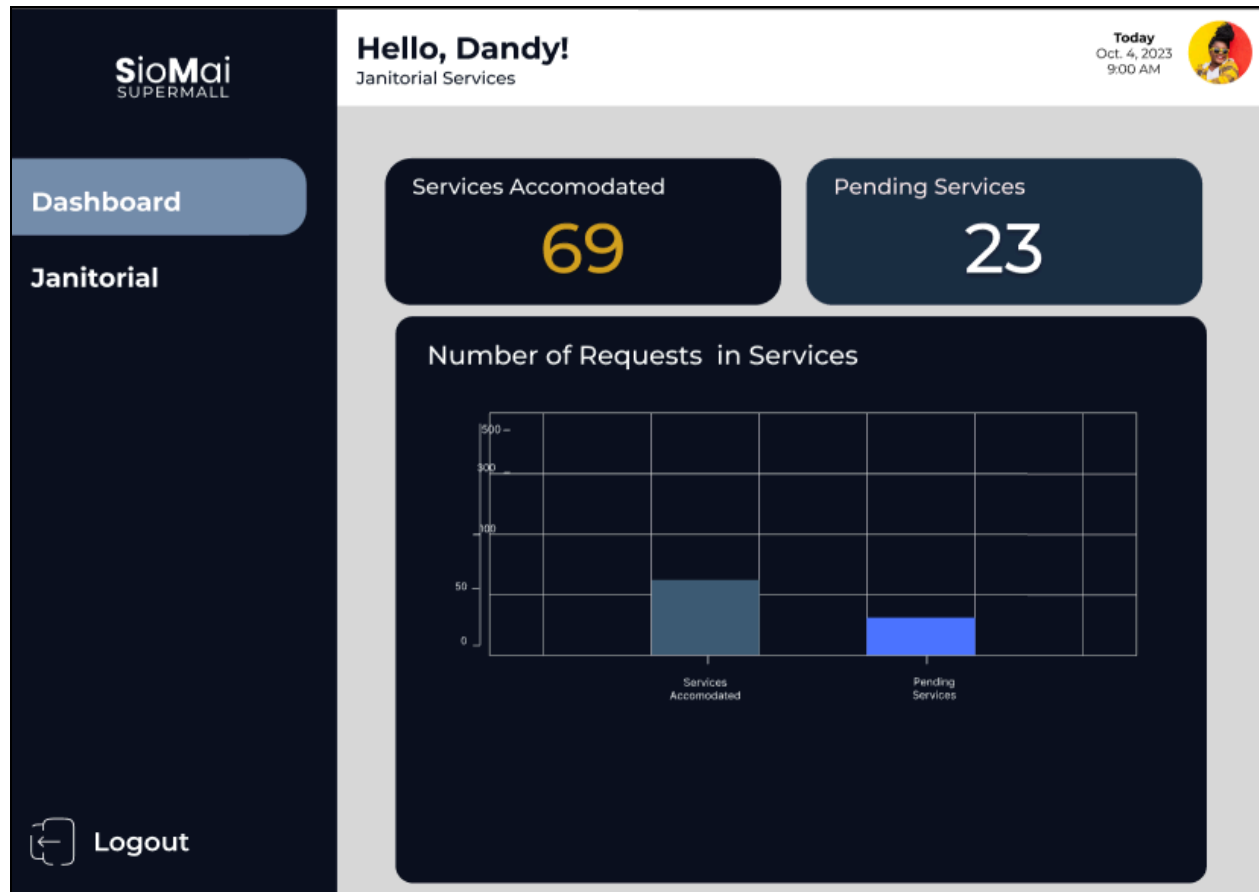 SioMai
SUPERMALL
Dashboard
Janitorial
Logout
Hello, Dandy!
Janitorial Services
Today
Oct. 4, 2023
9:00 AM
Services Accomodated
69
Pending Services
23
Number of Requests in Services
500
300
100
50
0
Services
Accomodated
Pending
Services